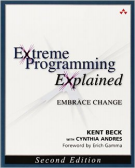 Extreme Programming
Explained
EMBRACE CHANGE
KENT BECK
WITH CYNTHIA ANDRES
Foreword by Erich Gamma
Second Edition